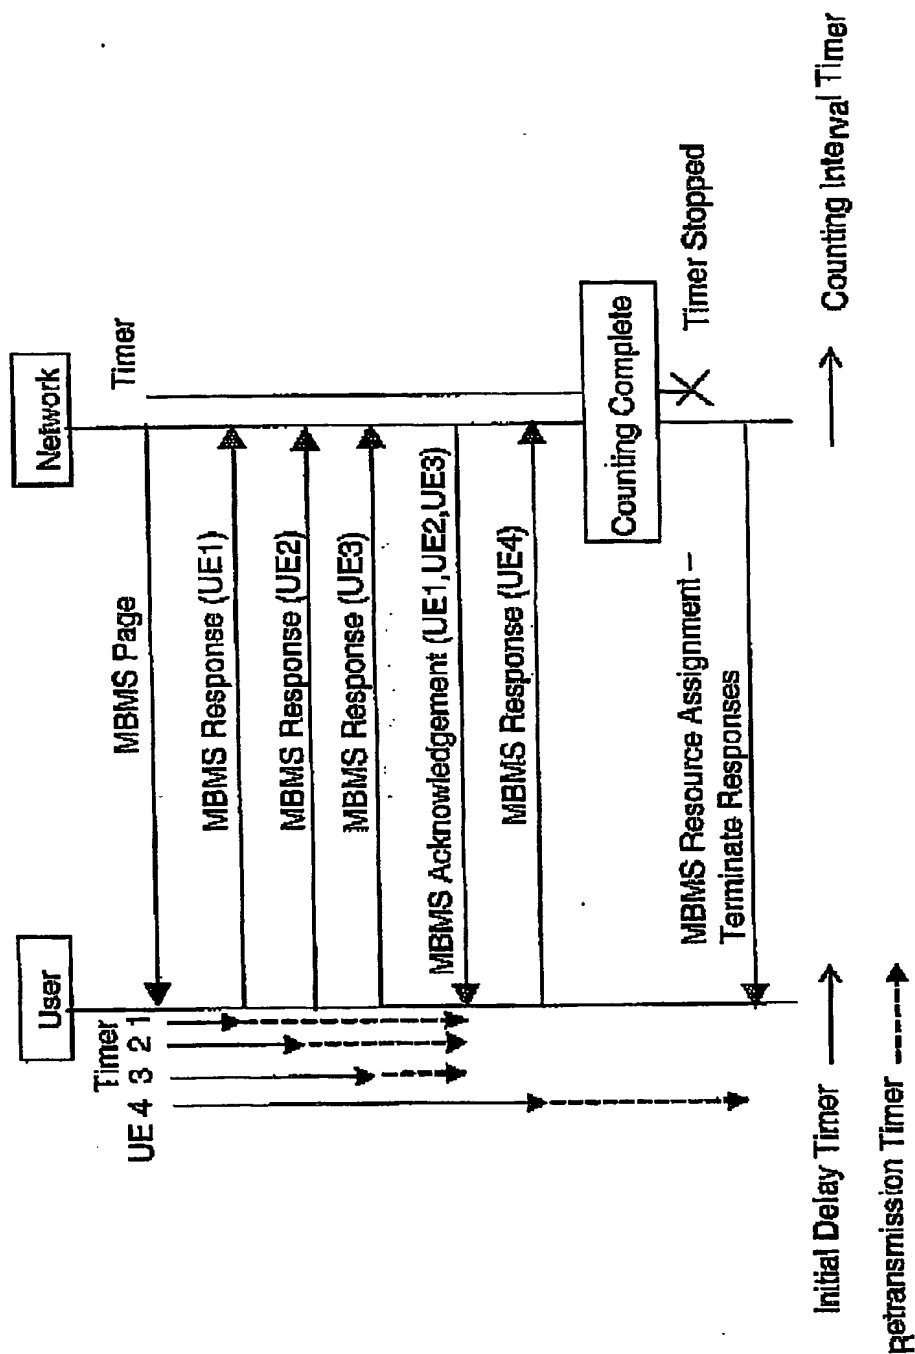 User
Network
Timer
UE 4 3 2 1
Timer
MBMS Page
MBMS Response (UE1)
MBMS Response (UE2)
MBMS Response (UE3)
MBMS Acknowledgement (UE1,UE2,UE3)
MBMS Response (UE4)
Counting Complete
Timer Stopped
MBMS Resource Assignment –
Terminate Responses
Initial Delay Timer
Counting Interval Timer
Retransmission Timer